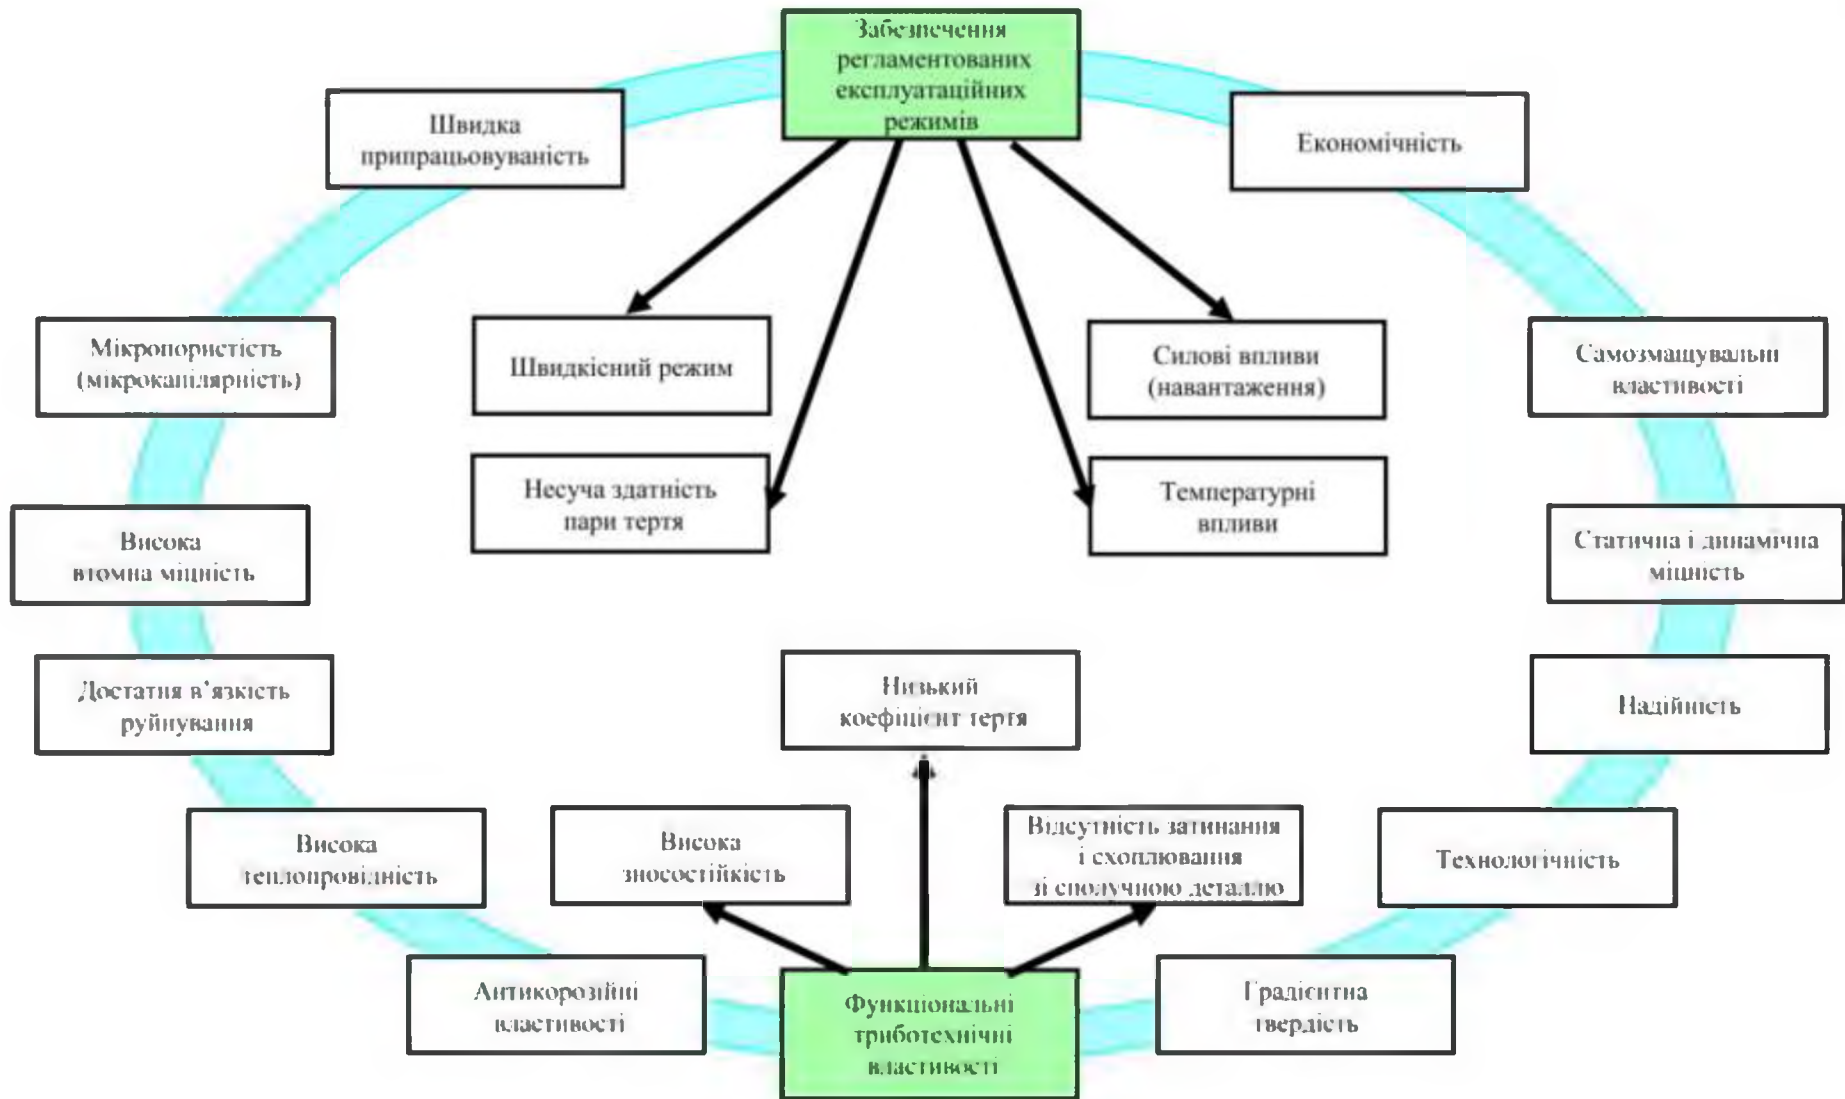 Забезпечення
регламентованих
експлуатаційних
режимів
Швидка
припрацьовуваність
Економічність
Мікропористість
(мікрокапілярність)
Швидкісний режим
Силові впливи
(навантаження)
Самозмащувальні
властивості
Несуча здатність
пари тертя
Температурні
впливи
Висока
втомна міцність
Статична і динамічна
міцність
Достатня в’язкість
руйнування
Низький
коефіцієнт тертя
Надійність
Висока
теплопровідність
Висока
зносостійкість
Відсутність затинання
і схоплювання
зі сполучною деталлю
Технологічність
Антикорозійні
властивості
Функціональні
триботехнічні
властивості
Градієнтна
твердість